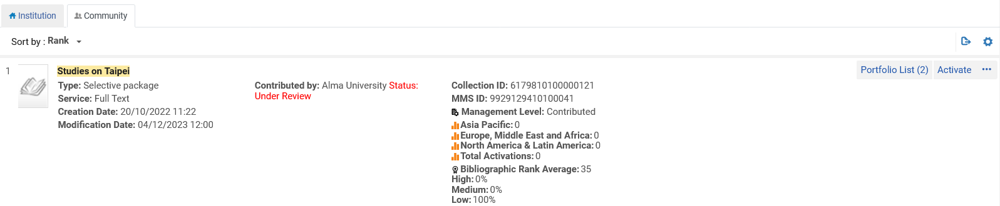 Institution
Community
Sort by : Rank
1
Studies on Taipei
Portfolio List (2)
Activate
Type: Selective package
Service: Full Text
Creation Date: 20/10/2022 11:22
Modification Date: 04/12/2023 12:00
Contributed by: Alma University Status:
Under Review
Collection ID: 6179810100000121
MMS ID: 9929129410100041
Management Level: Contributed
Asia Pacific: 0
Europe, Middle East and Africa: 0
North America & Latin America: 0
Total Activations: 0
Bibliographic Rank Average: 35
High: 0%
Medium: 0%
Low: 100%